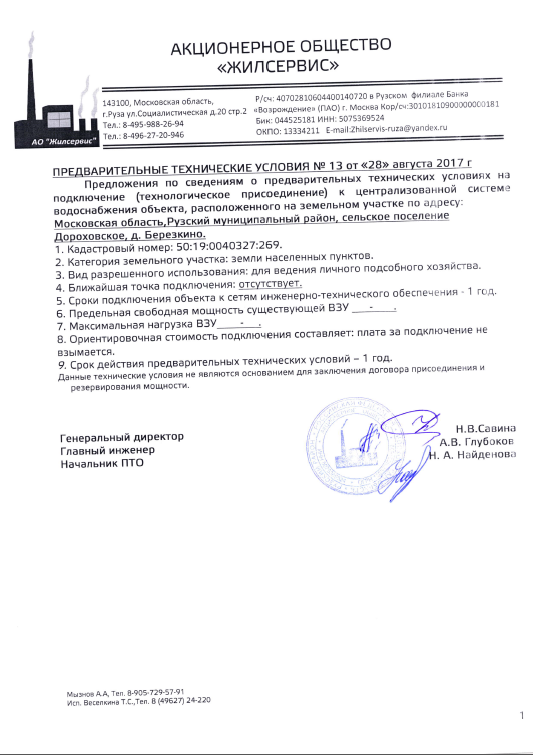 АКЦИОНЕРНОЕ ОБЩЕСТВО
«ЖИЛСЕРВИС»
АО "Жилсервис"
143100, Московская область,
г.Руза ул.Социалистическая д.20 стр.2
Тел.: 8-495-988-26-94
Тел.: 8-496-27-20-946
Р/сч: 40702810604400140720 в Рузском филиале Банка
«Возрождение» (ПАО) г. Москва Кор/сч:30101810900000000181
Бик: 044525181 ИНН: 5075369524
ОКПО: 13334211 E-mail:Zhilservis-ruza@yandex.ru
ПРЕДВАРИТЕЛЬНЫЕ ТЕХНИЧЕСКИЕ УСЛОВИЯ № 13 от «28» августа 2017 г
Предложения по сведениям о предварительных технических условиях на
подключение (технологическое присоединение) к централизованной системе
водоснабжения объекта, расположенного на земельном участке по адресу:
Московская область,Рузский муниципальный район, сельское поселение
Дороховское, д. Березкино.
1. Кадастровый номер: 50:19:0040327:269.
2. Категория земельного участка: земли населенных пунктов.
3. Вид разрешенного использования: для ведения личного подсобного хозяйства.
4. Ближайшая точка подключения: отсутствует.
5. Сроки подключения объекта к сетям инженерно-технического обеспечения - 1 год.
6. Предельная свободная мощность существующей ВЗУ ___-____.
7. Максимальная нагрузка ВЗУ____-___.
8. Ориентировочная стоимость подключения составляет: плата за подключение не
взымается.
9. Срок действия предварительных технических условий – 1 год.
Данные технические условия не являются основанием для заключения договора присоединения и
резервирования мощности.
Генеральный директор
Н.В.Савина
Главный инженер
А.В. Глубоков
Начальник ПТО
Н. А. Найденова
Мызнов А.А, Тел. 8-905-729-57-91
Исп. Веселкина Т.С.,Тел. 8 (49627) 24-220
1